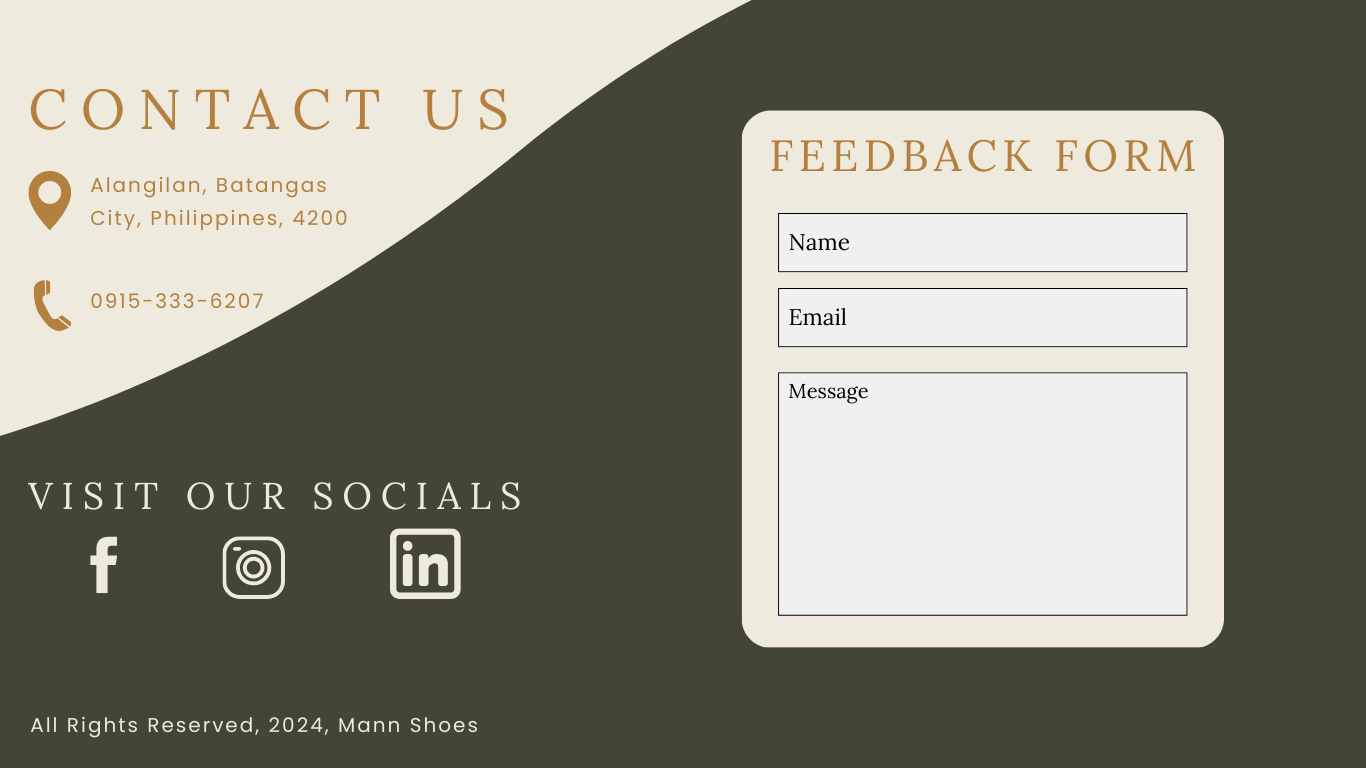 CONTACT US
Alangilan, Batangas
City, Philippines, 4200
0915-333-6207
VISIT OUR SOCIALS
f
in
All Rights Reserved, 2024, Mann Shoes
FEEDBACK FORM
Name
Email
Message